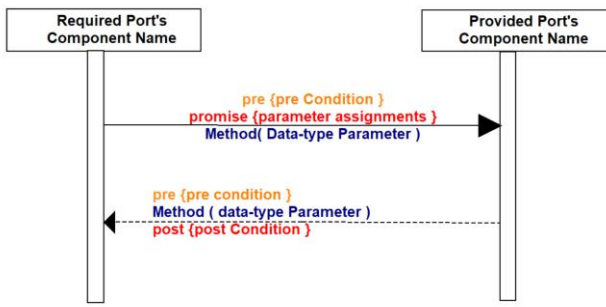 Required Port's
Component Name
Provided Port's
Component Name
pre {pre Condition }
promise {parameter assignments }
Method( Data-type Parameter )
pre {pre condition }
Method ( data-type Parameter )
post {post Condition }